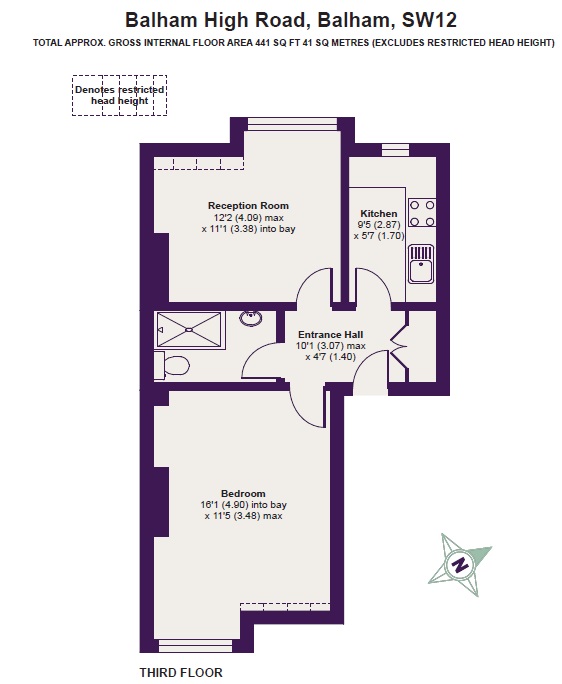 Balham High Road, Balham, SW12
TOTAL APPROX. GROSS INTERNAL FLOOR AREA 441 SQ FT 41 SQ METRES (EXCLUDES RESTRICTED HEAD HEIGHT)
Denotes restricted
head height
Reception Room
12'2 (4.09) max
x 11'1 (3.38) into bay
Kitchen
9'5 (2.87)
x 5'7 (1.70)
Entrance Hall
10'1 (3.07) max
x 4'7 (1.40)
Bedroom
16'1 (4.90) into bay
x 11'5 (3.48) max
N
THIRD FLOOR